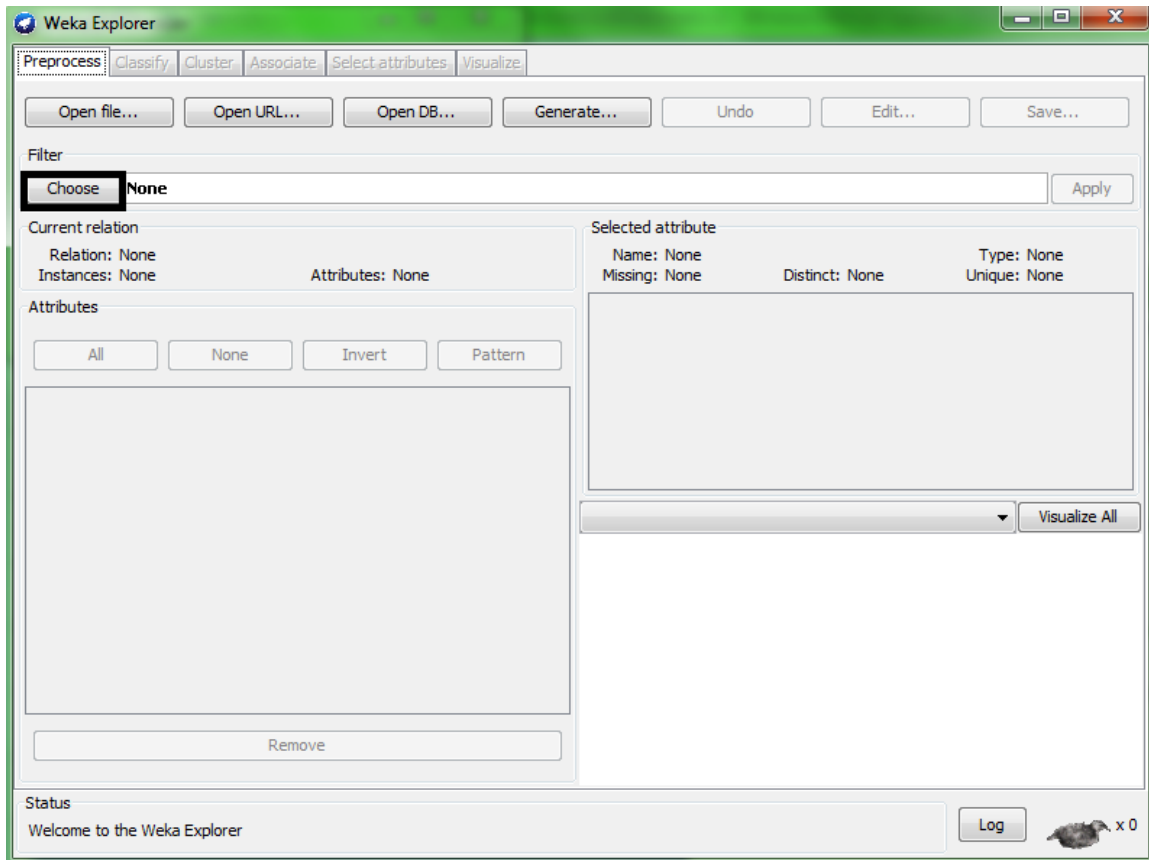 Weka Explorer
Preprocess Classify Cluster Associate Select attributes Visualize
Open file... Open URL... Open DB... Generate... Undo Edit... Save...
Filter
Choose None Apply
Current relation
Relation: None
Instances: None Attributes: None
Selected attribute
Name: None Type: None
Missing: None Distinct: None Unique: None
Attributes
All None Invert Pattern
Remove
Visualize All
Status
Welcome to the Weka Explorer
Log x 0